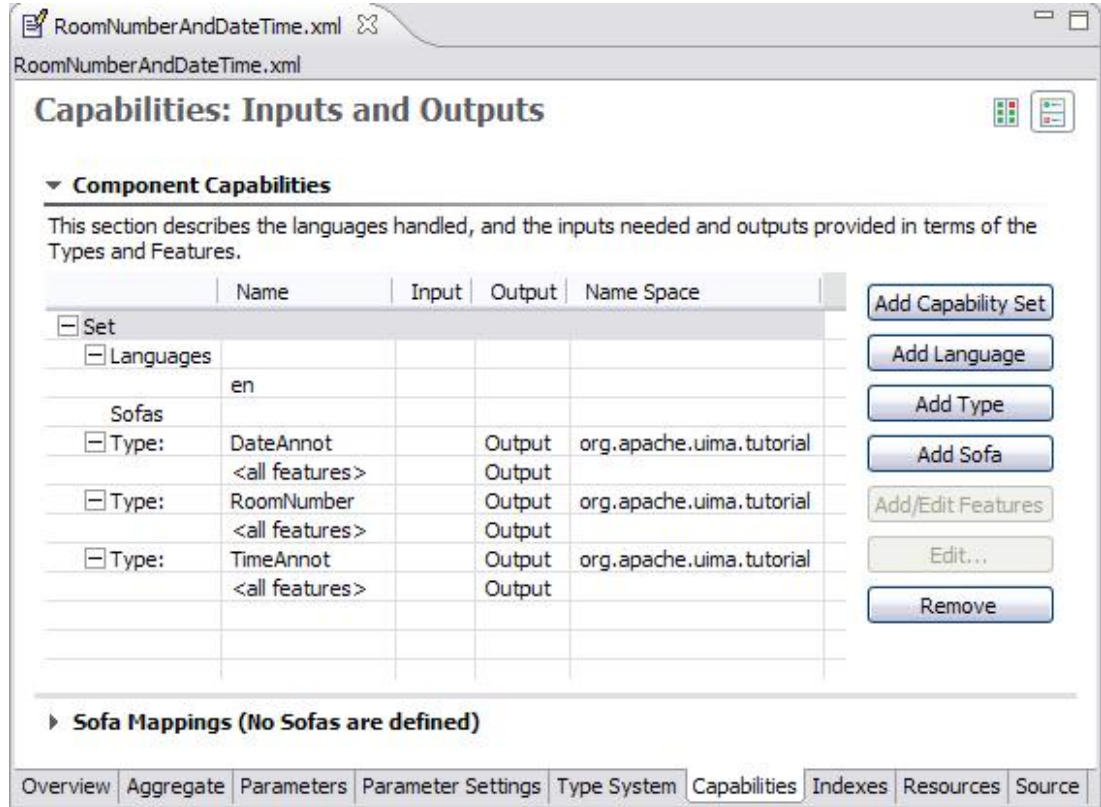 RoomNumberAndDateTime.xml
RoomNumberAndDateTime.xml
Capabilities: Inputs and Outputs
Component Capabilities
This section describes the languages handled, and the inputs needed and outputs provided in terms of the
Types and Features.
Name Input Output Name Space
Set
Languages
en
Sofas
Type: DateAnnot Output org.apache.uima.tutorial
<all features> Output
Type: RoomNumber Output org.apache.uima.tutorial
<all features> Output
Type: TimeAnnot Output org.apache.uima.tutorial
<all features> Output
Add Capability Set
Add Language
Add Type
Add Sofa
Add/Edit Features
Edit...
Remove
Sofa Mappings (No Sofas are defined)
Overview Aggregate Parameters Parameter Settings Type System Capabilities Indexes Resources Source